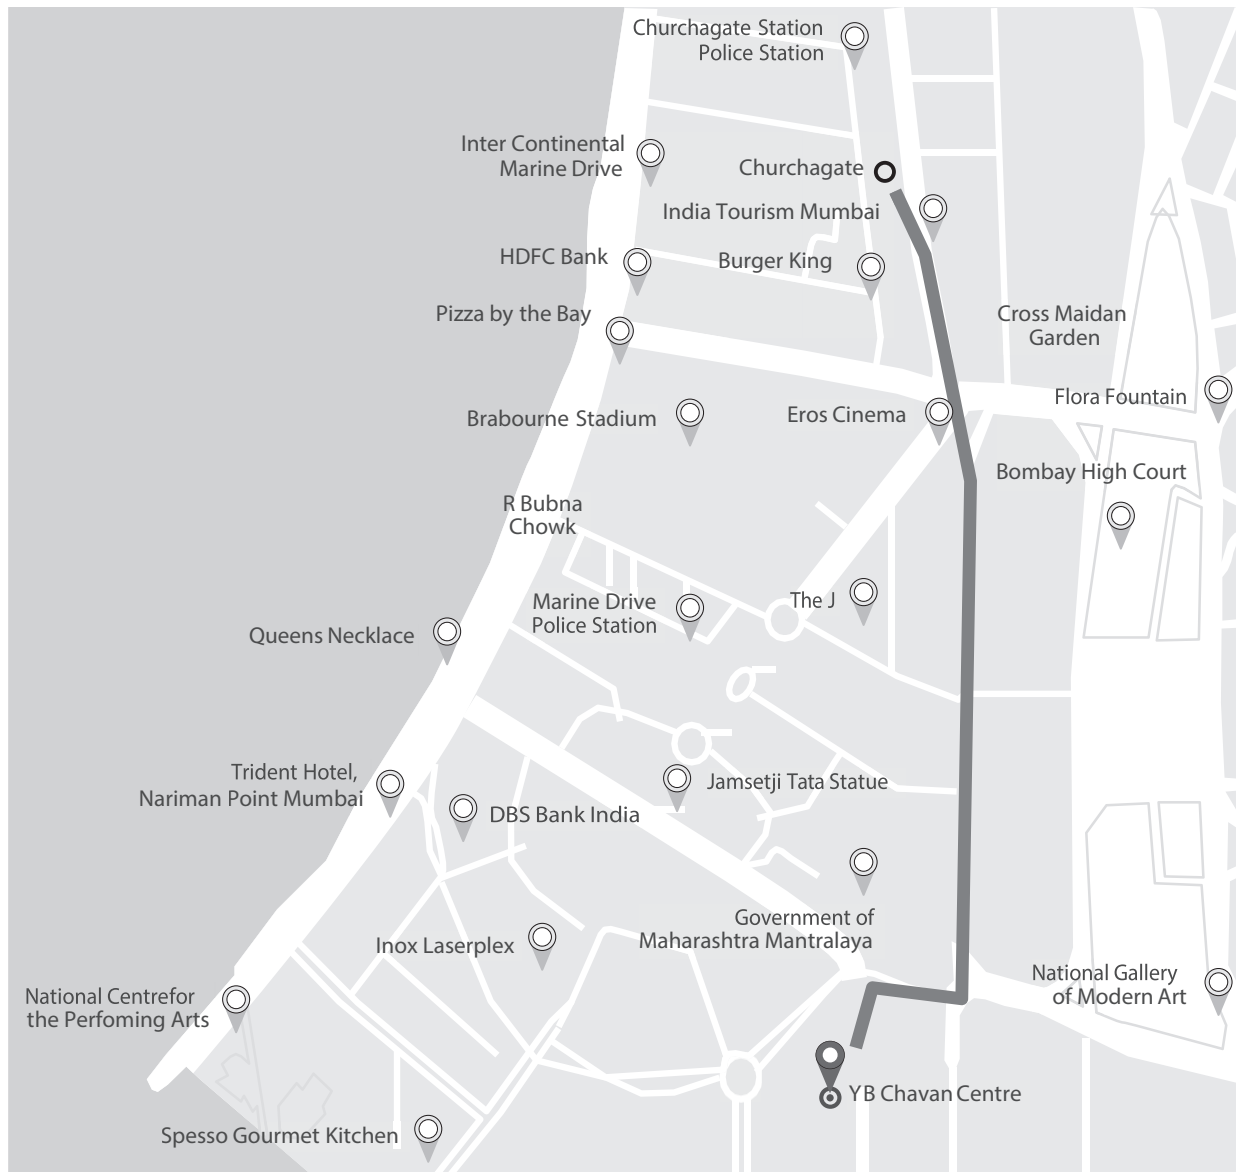 Churchagate Station
Police Station
Inter Continental
Marine Drive
Churchagate
India Tourism Mumbai
HDFC Bank
Burger King
Pizza by the Bay
Cross Maidan
Garden
Flora Fountain
Brabourne Stadium
Eros Cinema
Bombay High Court
R Bubna
Chowk
Marine Drive
Police Station
The J
Queens Necklace
Trident Hotel,
Nariman Point Mumbai
Jamsetji Tata Statue
DBS Bank India
Government of
Maharashtra Mantralaya
Inox Laserplex
National Gallery
of Modern Art
National Centrefor
the Perfoming Arts
YB Chavan Centre
Spesso Gourmet Kitchen